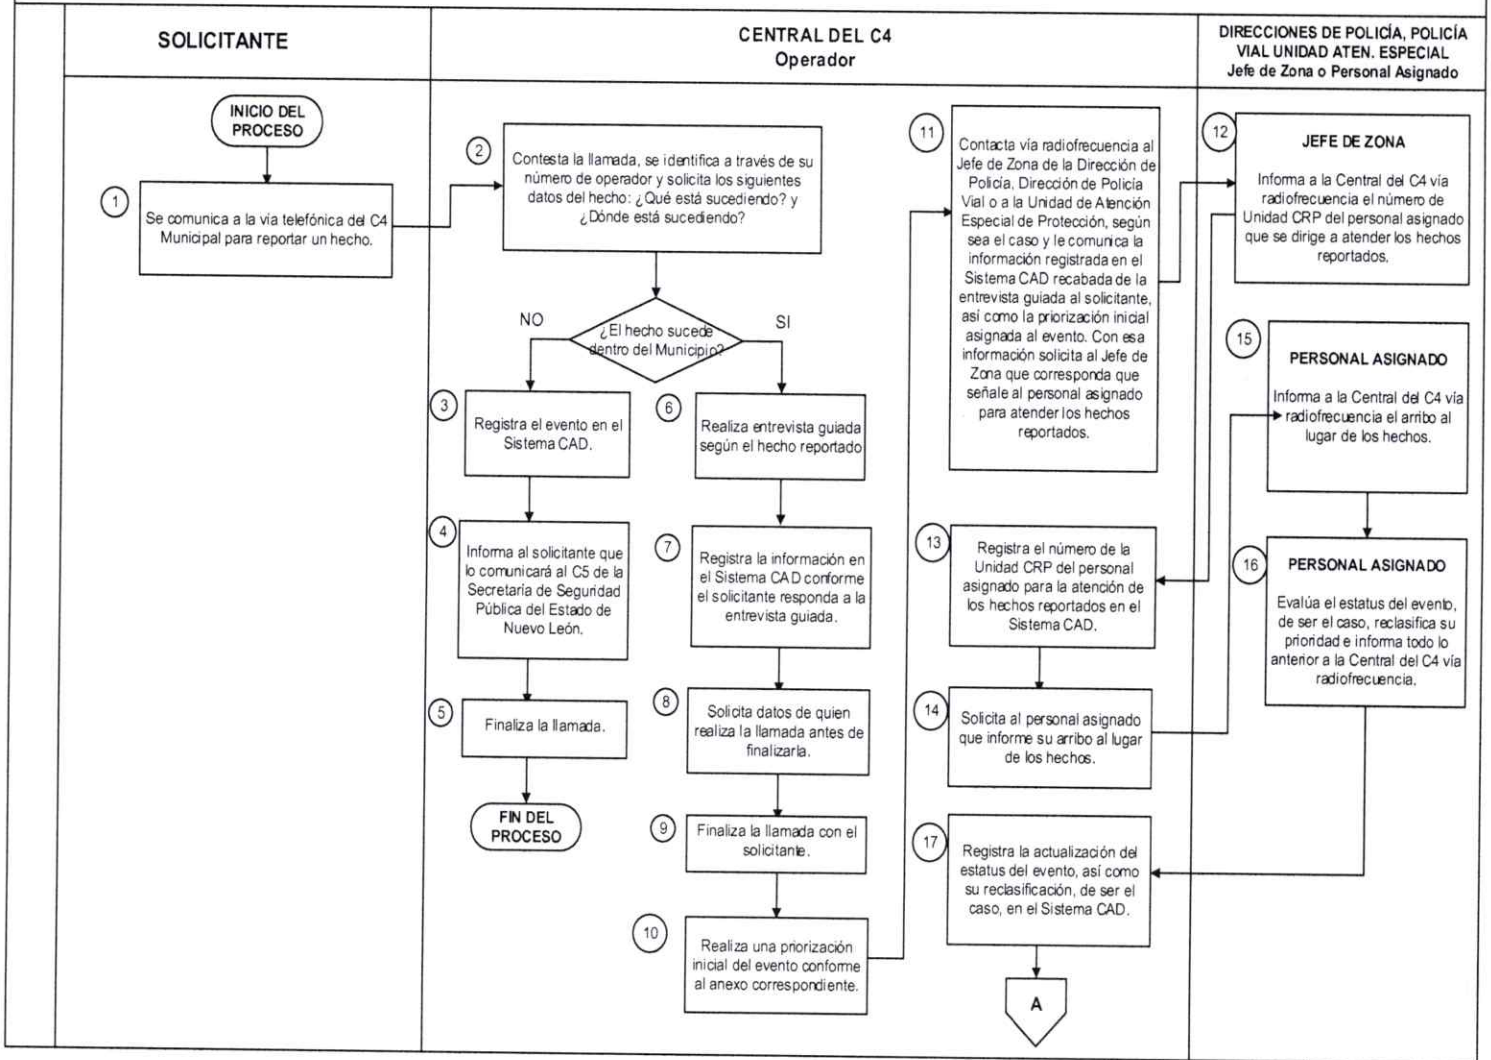 SOLICITANTE
CENTRAL DEL C4
Operador
DIRECCIONES DE POLICÍA, POLICÍA
VIAL UNIDAD ATEN. ESPECIAL
Jefe de Zona o Personal Asignado
INICIO DEL
PROCESO
1
Se comunica a la vía telefónica del C4
Municipal para reportar un hecho.
2
Contesta la llamada, se identifica a través de su
número de operador y solicita los siguientes
datos del hecho: ¿Qué está sucediendo? y
¿Dónde está sucediendo?
¿El hecho sucede
dentro del Municipio?
NO
SI
3
Registra el evento en el
Sistema CAD.
4
Informa al solicitante que
lo comunicará al C5 de la
Secretaría de Seguridad
Pública del Estado de
Nuevo León.
5
Finaliza la llamada.
FIN DEL
PROCESO
6
Realiza entrevista guiada
según el hecho reportado
7
Registra la información en
el Sistema CAD conforme
el solicitante responda a la
entrevista guiada.
8
Solicita datos de quien
realiza la llamada antes de
finalizarla.
9
Finaliza la llamada con el
solicitante.
10
Realiza una priorización
inicial del evento conforme
al anexo correspondiente.
11
Contacta vía radiofrecuencia al
Jefe de Zona de la Dirección de
Policía, Dirección de Policía
Vial o a la Unidad de Atención
Especial de Protección, según
sea el caso y le comunica la
información registrada en el
Sistema CAD recabada de la
entrevista guiada al solicitante,
así como la priorización inicial
asignada al evento. Con esa
información solicita al Jefe de
Zona que corresponda que
señale al personal asignado
para atender los hechos
reportados.
12
JEFE DE ZONA
Informa a la Central del C4 vía
radiofrecuencia el número de
Unidad CRP del personal asignado
que se dirige a atender los hechos
reportados.
13
Registra el número de la
Unidad CRP del personal
asignado para la atención de
los hechos reportados en el
Sistema CAD.
14
Solicita al personal asignado
que informe su arribo al lugar
de los hechos.
15
PERSONAL ASIGNADO
Informa a la Central del C4 vía
radiofrecuencia el arribo al
lugar de los hechos.
16
PERSONAL ASIGNADO
Evalúa el estatus del evento,
de ser el caso, reclasifica su
prioridad e informa todo lo
anterior a la Central del C4 vía
radiofrecuencia.
17
Registra la actualización del
estatus del evento, así como
su reclasificación, de ser el
caso, en el Sistema CAD.
A